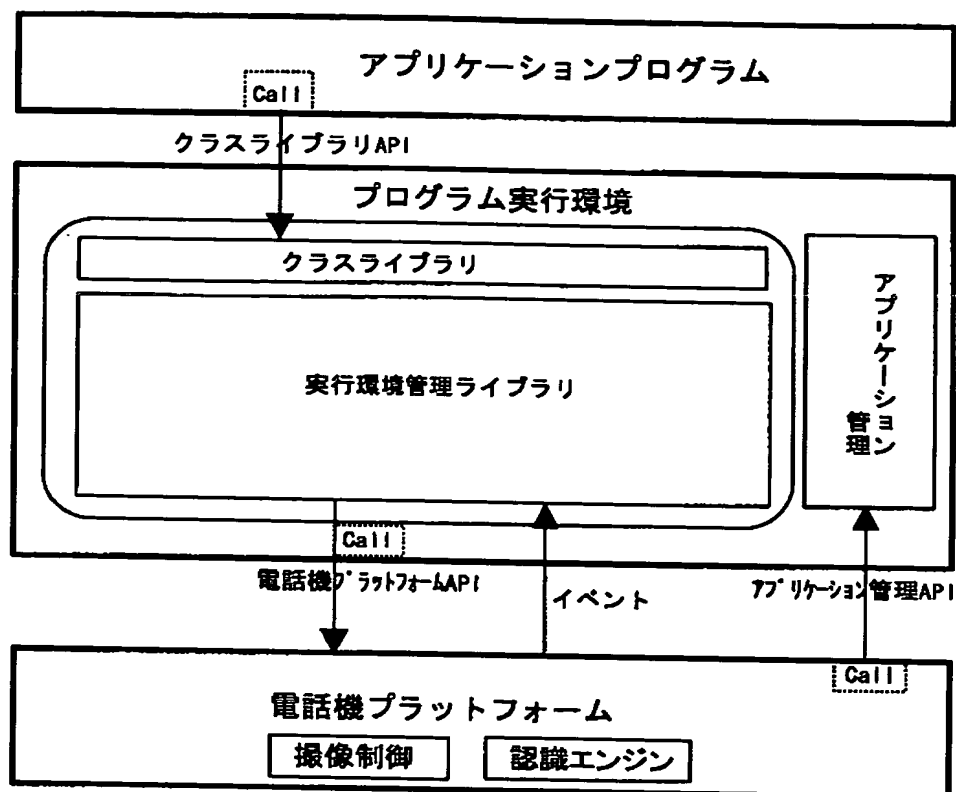 アプリケーションプログラム
Call
クラスライブラリAPI
プログラム実行環境
クラスライブラリ
実行環境管理ライブラリ
アプリケーション
管理
Call
電話機プラットフォームAPI
イベント
アプリケーション管理API
Call
電話機プラットフォーム
撮像制御
認識エンジン